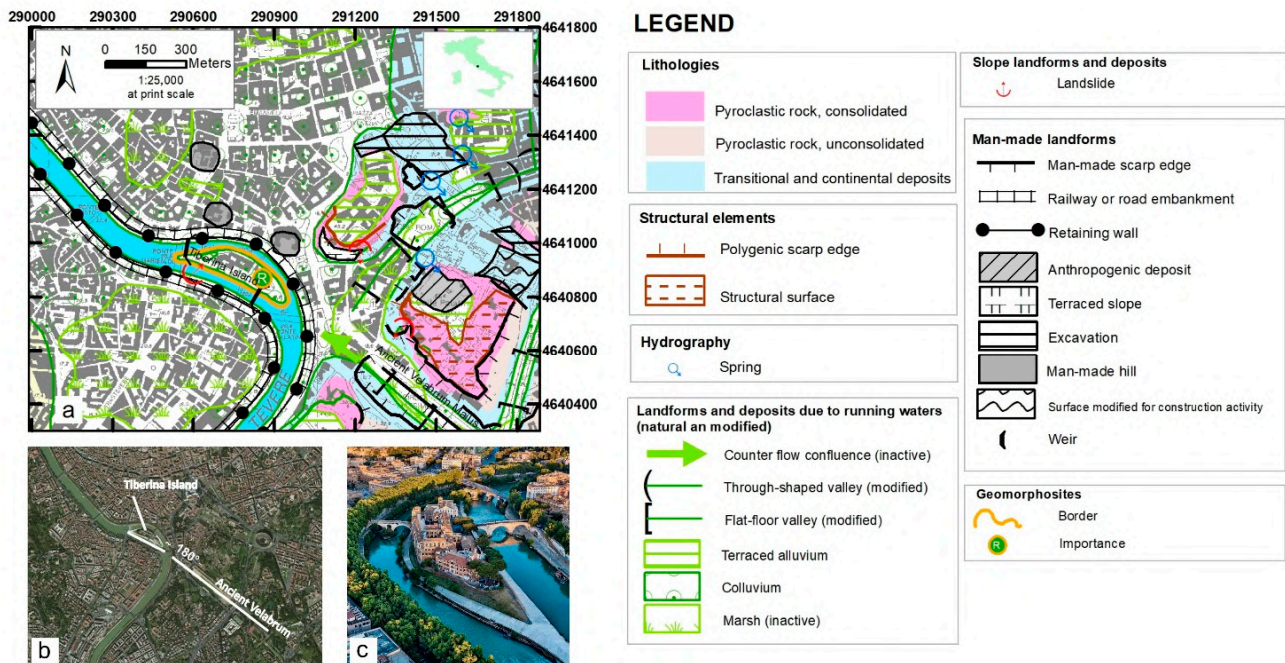 290000 290300 290600 290900 291200 291500 291800
4641800
4641600
4641400
4641200
4641000
4640800
4640600
4640400
N
0 150 300
Meters
1:25,000
at print scale
Tiberina Island
R
TEVERE
ROMA
Ancient Velabrum
a
Tiberina Island
180°
Ancient Velabrum
b
c
LEGEND
Lithologies
Pyroclastic rock, consolidated
Pyroclastic rock, unconsolidated
Transitional and continental deposits
Structural elements
Polygenic scarp edge
Structural surface
Hydrography
Spring
Landforms and deposits due to running waters
(natural an modified)
Counter flow confluence (inactive)
Through-shaped valley (modified)
Flat-floor valley (modified)
Terraced alluvium
Colluvium
Marsh (inactive)
Slope landforms and deposits
Landslide
Man-made landforms
Man-made scarp edge
Railway or road embankment
Retaining wall
Anthropogenic deposit
Terraced slope
Excavation
Man-made hill
Surface modified for construction activity
Weir
Geomorphosites
Border
R
Importance